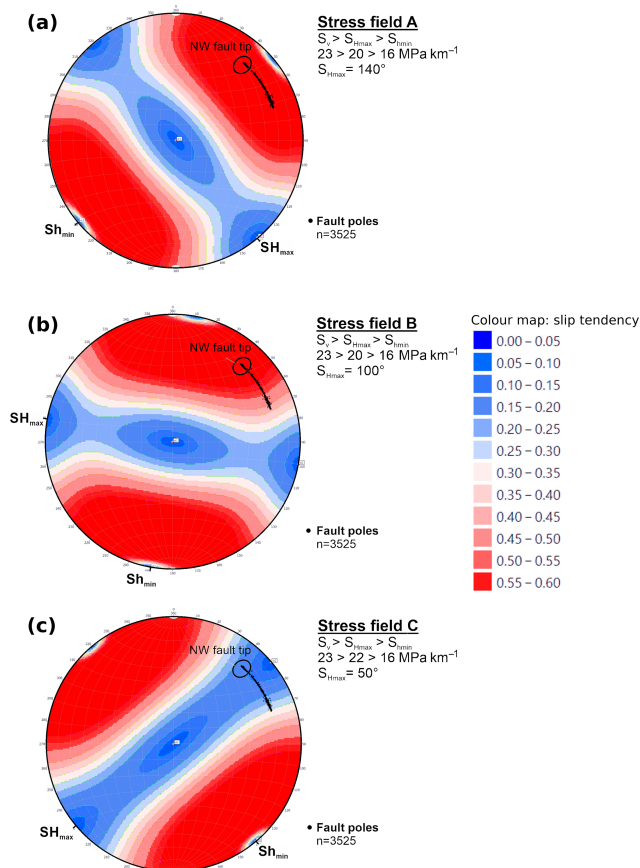 (a)
Stress field A
Sv > SHmax > Shmin
23 > 20 > 16 MPa km–1
SHmax = 140°
NW fault tip
Shmin
SHmax
• Fault poles
n=3525
(b)
Stress field B
Sv > SHmax > Shmin
23 > 20 > 16 MPa km–1
SHmax = 100°
NW fault tip
SHmax
Shmin
• Fault poles
n=3525
Colour map: slip tendency
0.00 – 0.05
0.05 – 0.10
0.10 – 0.15
0.15 – 0.20
0.20 – 0.25
0.25 – 0.30
0.30 – 0.35
0.35 – 0.40
0.40 – 0.45
0.45 – 0.50
0.50 – 0.55
0.55 – 0.60
(c)
Stress field C
Sv > SHmax > Shmin
23 > 22 > 16 MPa km–1
SHmax = 50°
NW fault tip
SHmax
Shmin
• Fault poles
n=3525